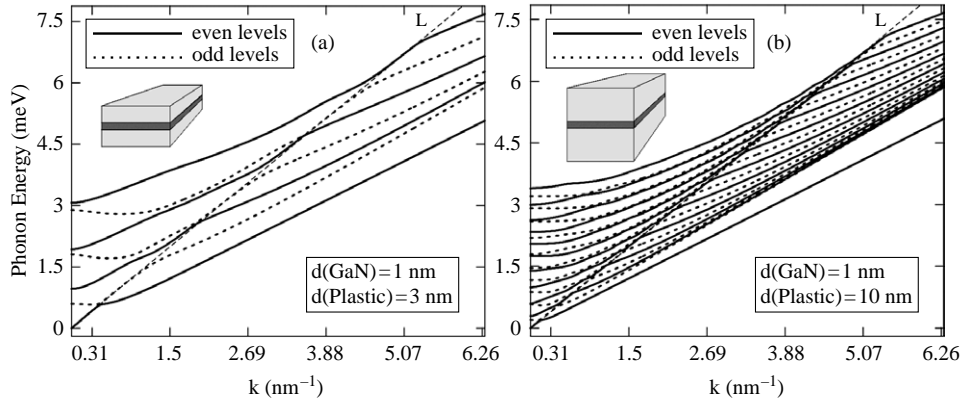 7.5
6
4.5
3
1.5
0
Phonon Energy (meV)
even levels
odd levels
(a)
L
d(GaN)=1 nm
d(Plastic)=3 nm
0.31 1.5 2.69 3.88 5.07 6.26
k (nm⁻¹)
7.5
6
4.5
3
1.5
0
even levels
odd levels
(b)
L
d(GaN)=1 nm
d(Plastic)=10 nm
0.31 1.5 2.69 3.88 5.07 6.26
k (nm⁻¹)